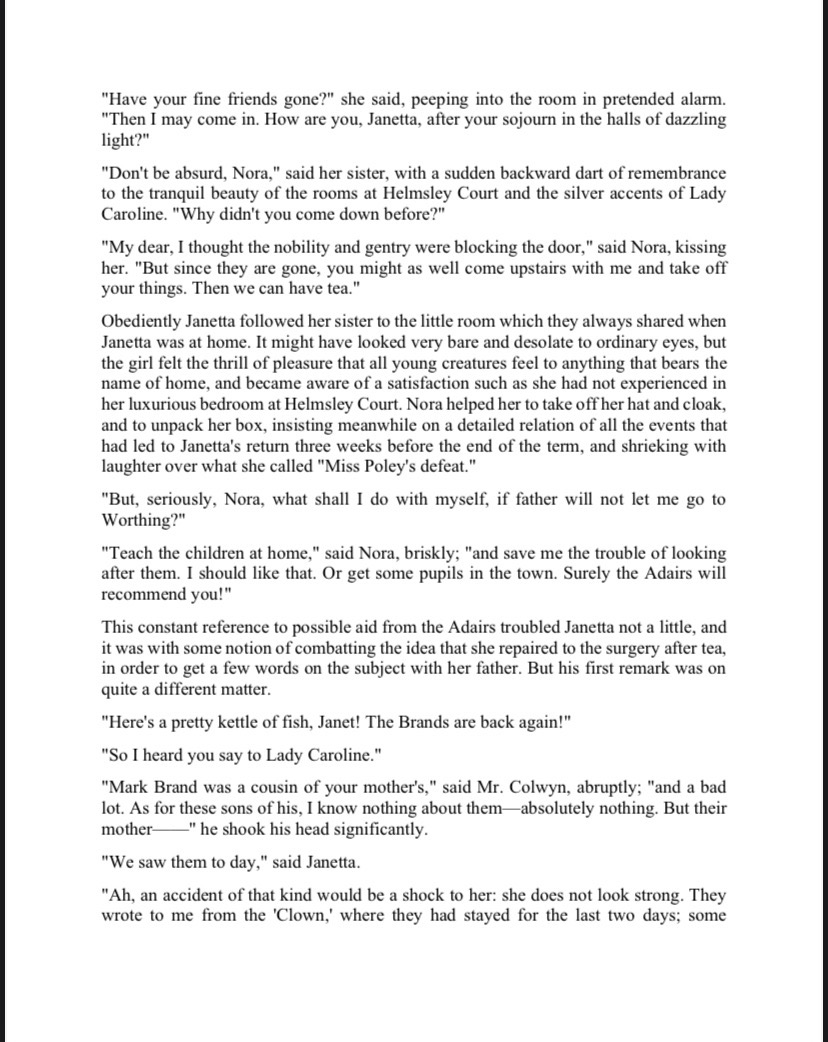 "Have your fine friends gone?" she said, peeping into the room in pretended alarm.
"Then I may come in. How are you, Janetta, after your sojourn in the halls of dazzling
light?"
"Don't be absurd, Nora," said her sister, with a sudden backward dart of remembrance
to the tranquil beauty of the rooms at Helmsley Court and the silver accents of Lady
Caroline. "Why didn't you come down before?"
"My dear, I thought the nobility and gentry were blocking the door," said Nora, kissing
her. "But since they are gone, you might as well come upstairs with me and take off
your things. Then we can have tea."
Obediently Janetta followed her sister to the little room which they always shared when
Janetta was at home. It might have looked very bare and desolate to ordinary eyes, but
the girl felt the thrill of pleasure that all young creatures feel to anything that bears the
name of home, and became aware of a satisfaction such as she had not experienced in
her luxurious bedroom at Helmsley Court. Nora helped her to take off her hat and cloak,
and to unpack her box, insisting meanwhile on a detailed relation of all the events that
had led to Janetta's return three weeks before the end of the term, and shrieking with
laughter over what she called "Miss Poley's defeat."
"But, seriously, Nora, what shall I do with myself, if father will not let me go to
Worthing?"
"Teach the children at home," said Nora, briskly; "and save me the trouble of looking
after them. I should like that. Or get some pupils in the town. Surely the Adairs will
recommend you!"
This constant reference to possible aid from the Adairs troubled Janetta not a little, and
it was with some notion of combatting the idea that she repaired to the surgery after tea,
in order to get a few words on the subject with her father. But his first remark was on
quite a different matter.
"Here's a pretty kettle of fish, Janet! The Brands are back again!"
"So I heard you say to Lady Caroline."
"Mark Brand was a cousin of your mother's," said Mr. Colwyn, abruptly; "and a bad
lot. As for these sons of his, I know nothing about them—absolutely nothing. But their
mother——" he shook his head significantly.
"We saw them to day," said Janetta.
"Ah, an accident of that kind would be a shock to her: she does not look strong. They
wrote to me from the 'Clown,' where they had stayed for the last two days; some